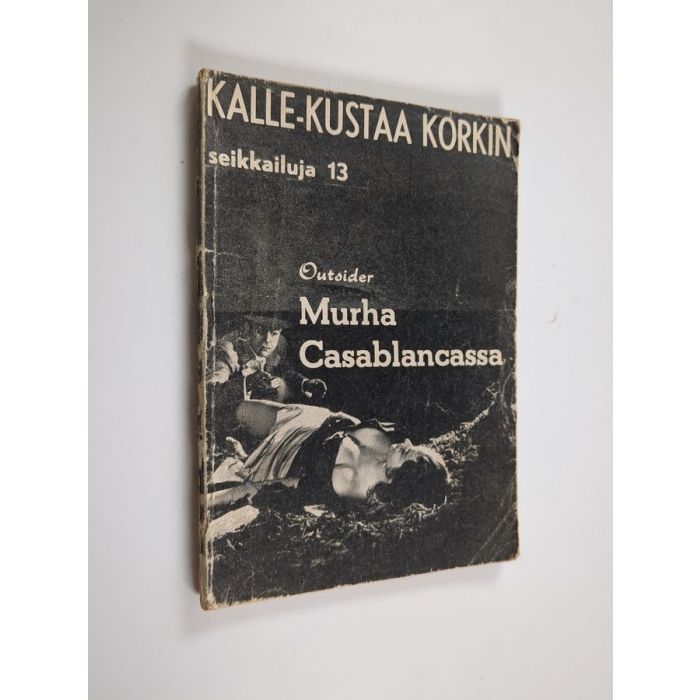 KALLE-KUSTAA KORKIN
seikkailuja 13
Outsider
Murha
Casablancassa